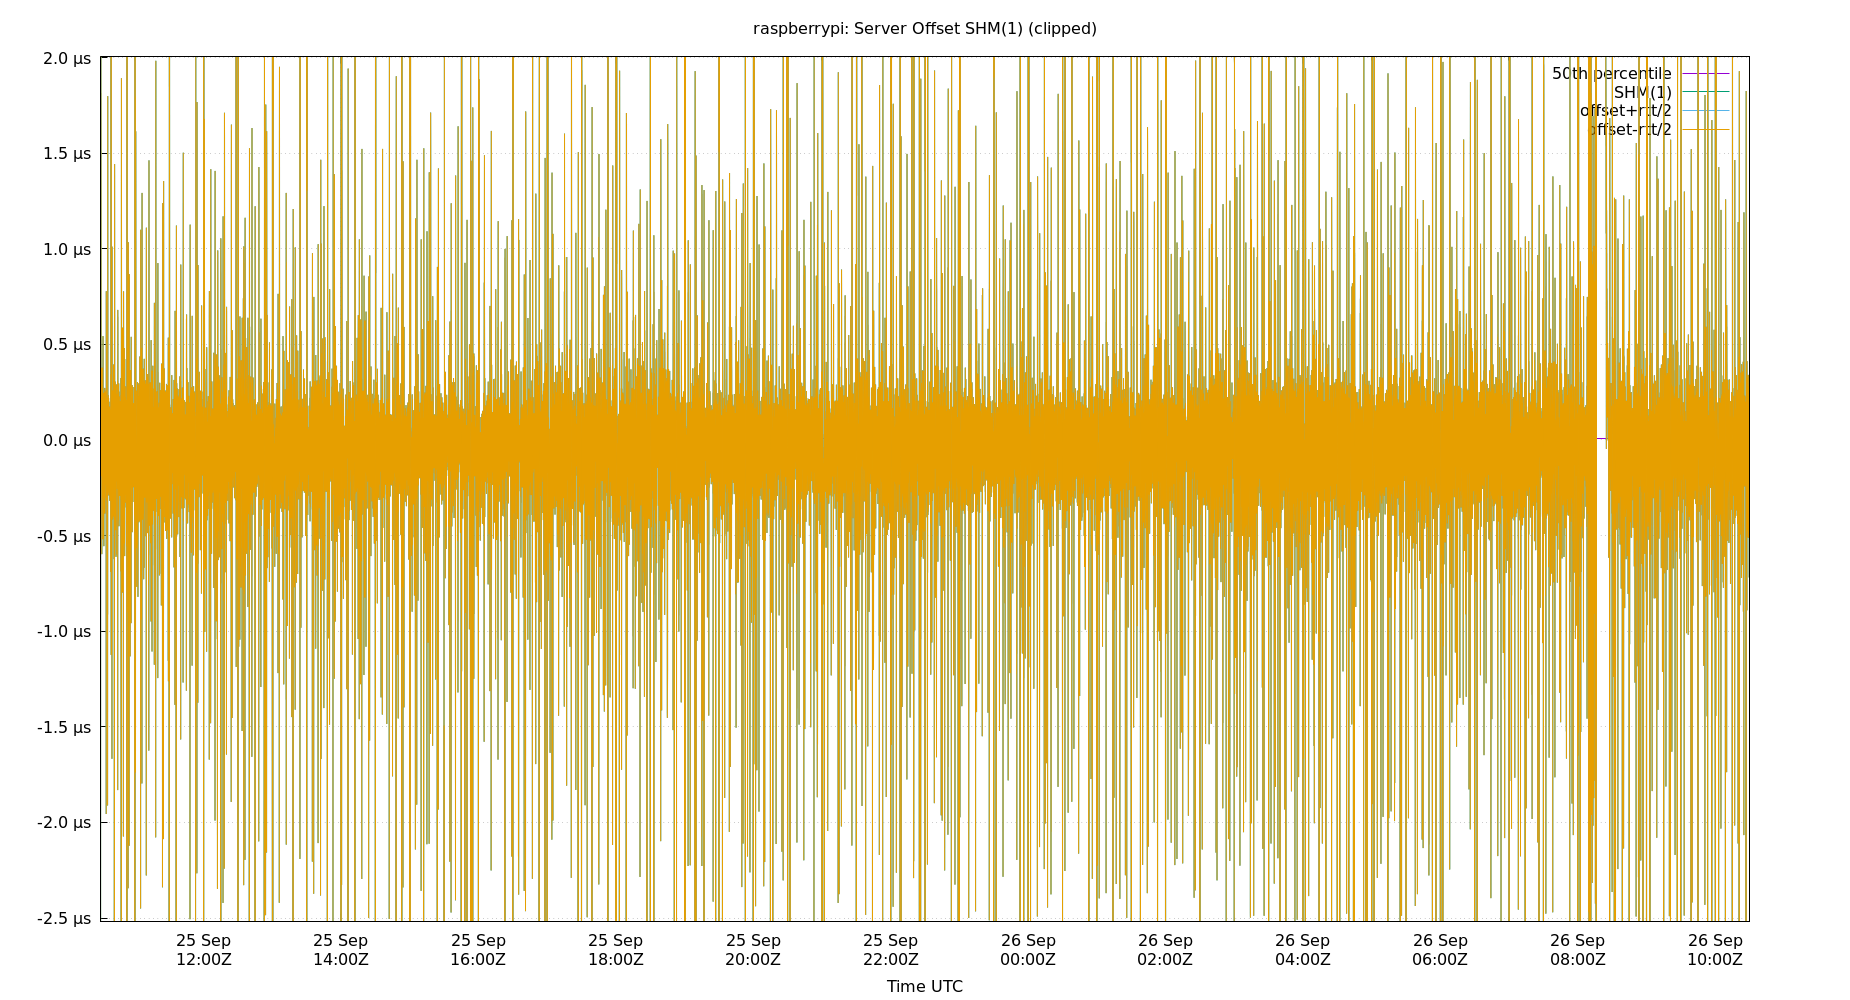 raspberrypi: Server Offset SHM(1) (clipped)
2.0 µs
1.5 µs
1.0 µs
0.5 µs
0.0 µs
-0.5 µs
-1.0 µs
-1.5 µs
-2.0 µs
-2.5 µs
50th percentile
SHM(1)
offset+rtt/2
offset-rtt/2
25 Sep 25 Sep 25 Sep 25 Sep 25 Sep 25 Sep 26 Sep 26 Sep 26 Sep 26 Sep 26 Sep 26 Sep
12:00Z 14:00Z 16:00Z 18:00Z 20:00Z 22:00Z 00:00Z 02:00Z 04:00Z 06:00Z 08:00Z 10:00Z
Time UTC